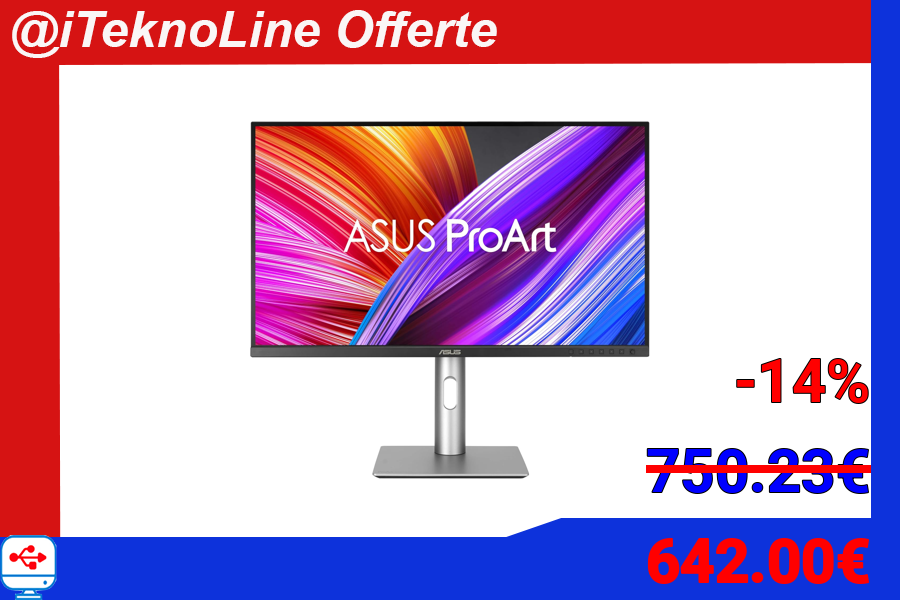 @iTeknoLine Offerte
ASUS ProArt
ASUS
-14%
750.23€
642.00€